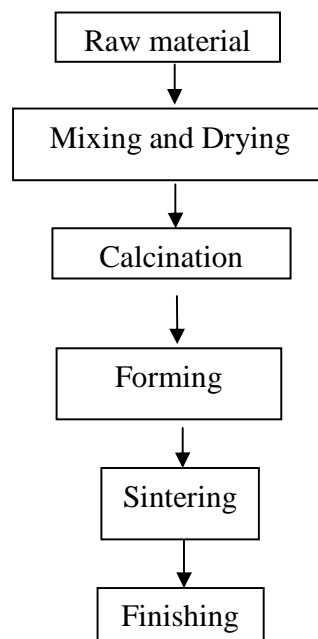 Raw material
Mixing and Drying
Calcination
Forming
Sintering
Finishing